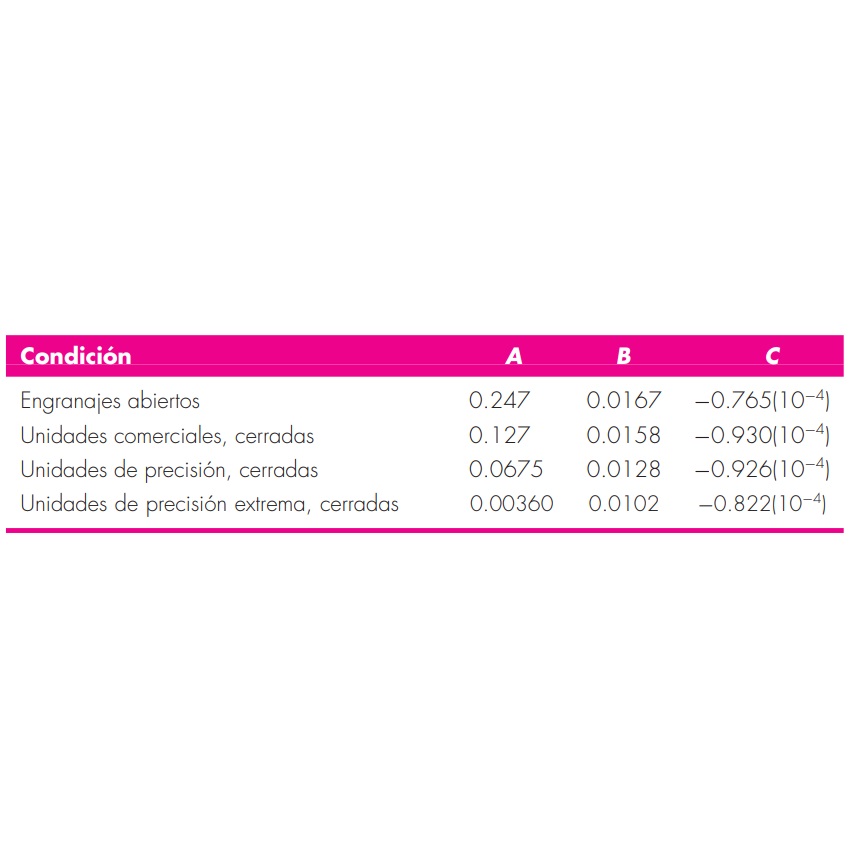 Condición A B C
Engranajes abiertos 0.247 0.0167 −0.765(10⁻⁴)
Unidades comerciales, cerradas 0.127 0.0158 −0.930(10⁻⁴)
Unidades de precisión, cerradas 0.0675 0.0128 −0.926(10⁻⁴)
Unidades de precisión extrema, cerradas 0.00360 0.0102 −0.822(10⁻⁴)